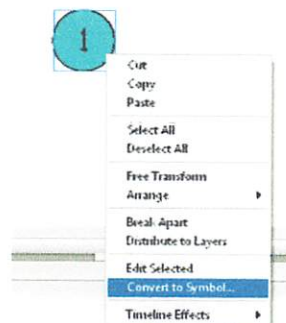 1
Cut
Copy
Paste
Select All
Deselect All
Free Transform
Arrange
Break Apart
Distribute to Layers
Edit Selected
Convert to Symbol...
Timeline Effects